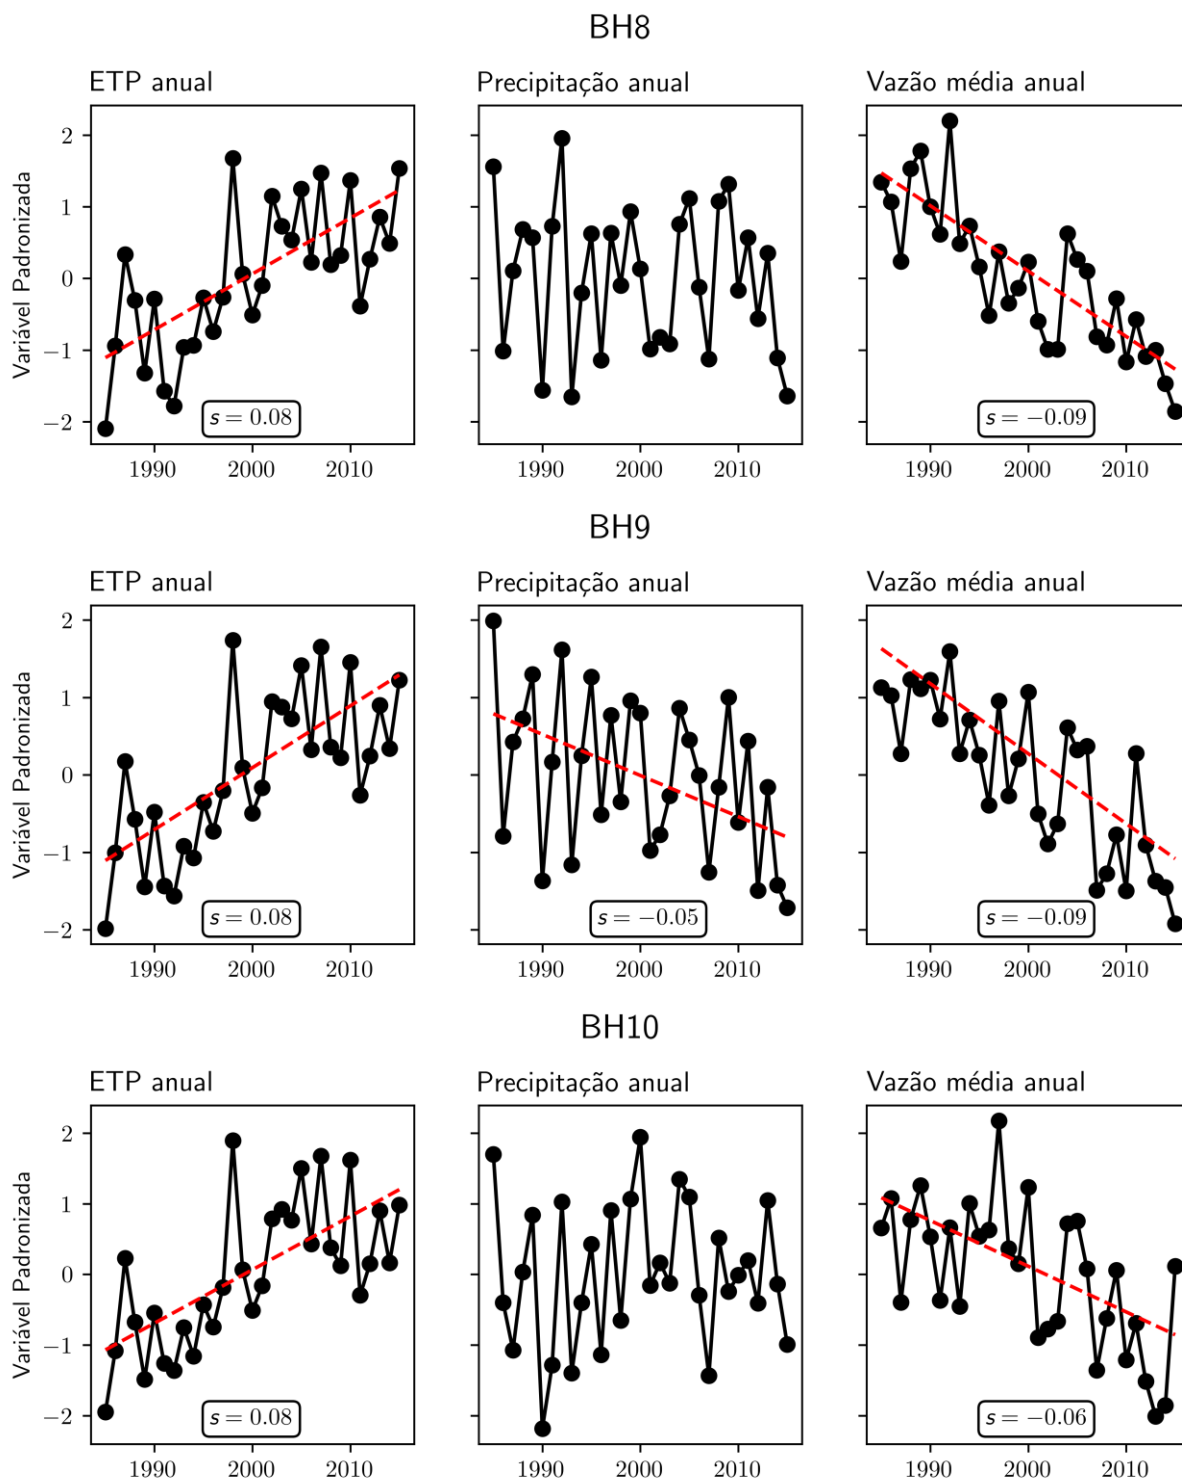 BH8
ETP anual
Precipitação anual
Vazão média anual
Variável Padronizada
2
1
0
−1
−2
s = 0.08
s = −0.09
1990 2000 2010
1990 2000 2010
1990 2000 2010
BH9
ETP anual
Precipitação anual
Vazão média anual
Variável Padronizada
2
1
0
−1
−2
s = 0.08
s = −0.05
s = −0.09
1990 2000 2010
1990 2000 2010
1990 2000 2010
BH10
ETP anual
Precipitação anual
Vazão média anual
Variável Padronizada
2
1
0
−1
−2
s = 0.08
s = −0.06
1990 2000 2010
1990 2000 2010
1990 2000 2010